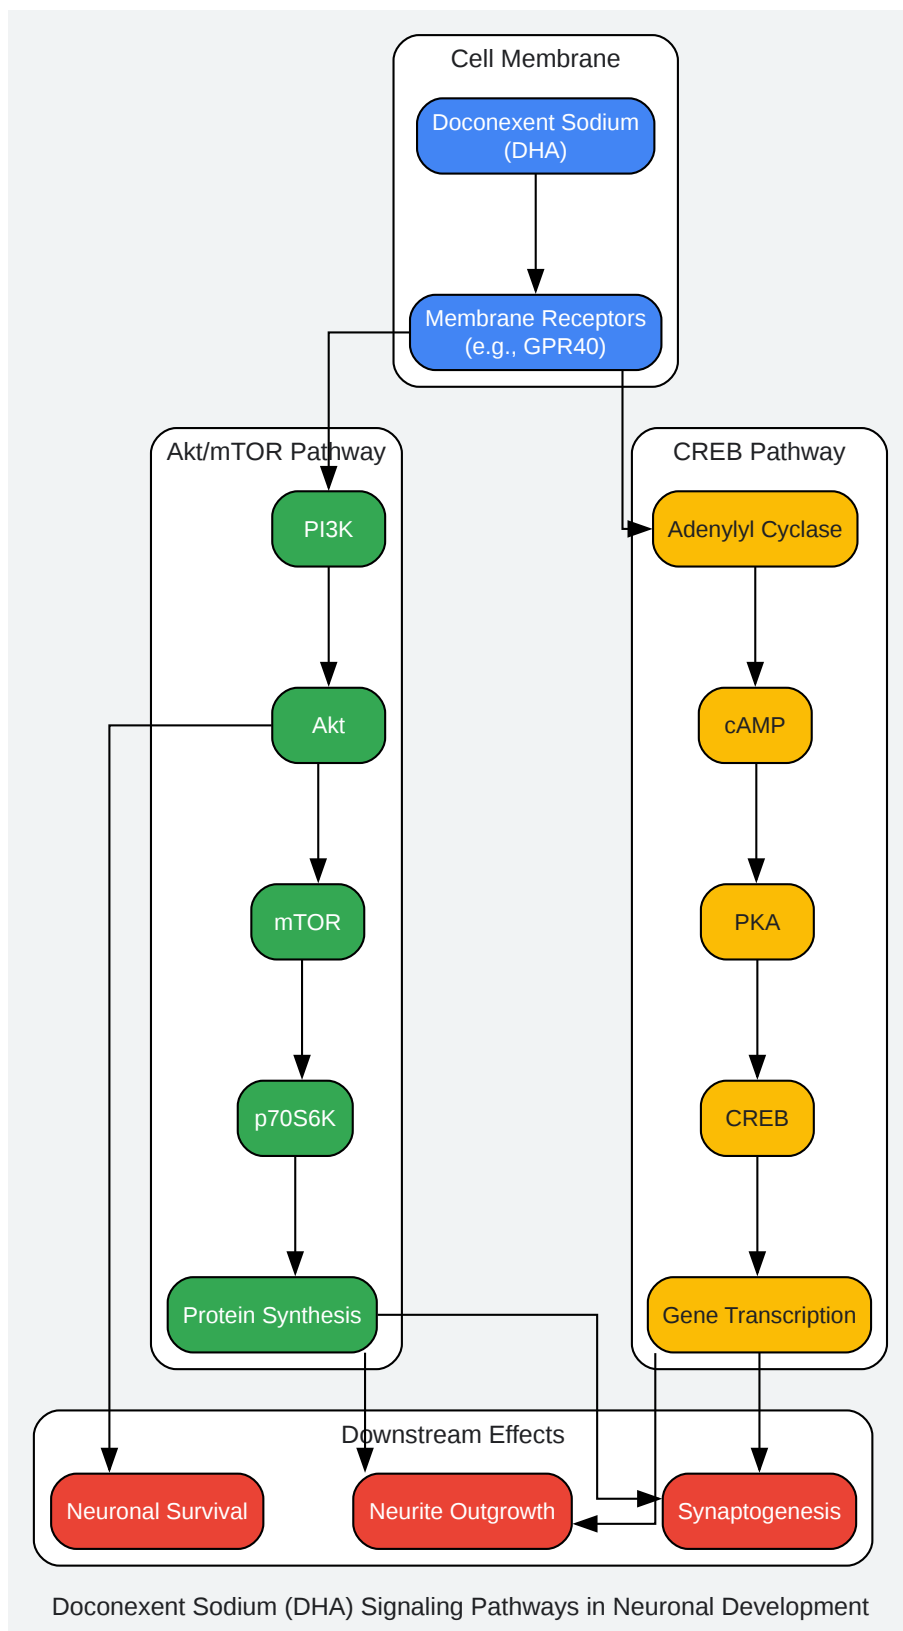 Cell Membrane
Doconexent Sodium
(DHA)
Membrane Receptors
(e.g., GPR40)
Akt/mTOR Pathway
PI3K
Akt
mTOR
p70S6K
Protein Synthesis
CREB Pathway
Adenylyl Cyclase
cAMP
PKA
CREB
Gene Transcription
Downstream Effects
Neuronal Survival
Neurite Outgrowth
Synaptogenesis
Doconexent Sodium (DHA) Signaling Pathways in Neuronal Development